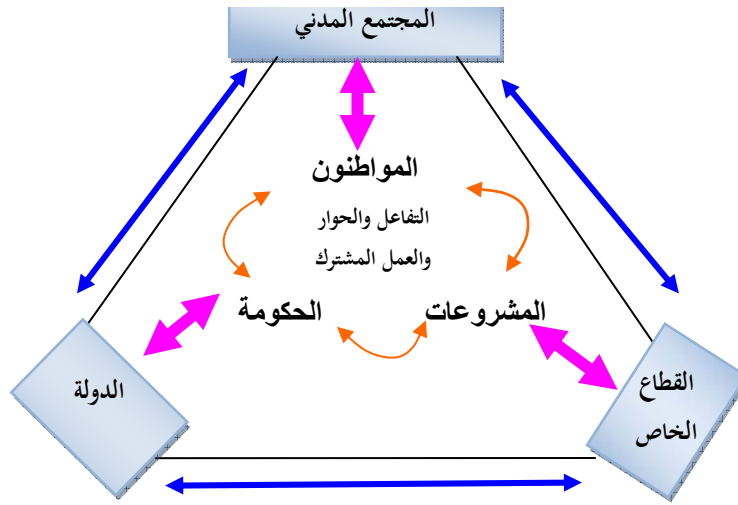 المجتمع المدني
المواطنون
التفاعل والحوار
والعمل المشترك
المشروعات
الحكومة
القطاع
الخاص
الدولة